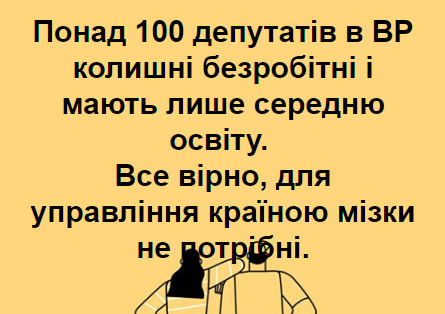 Понад 100 депутатів в ВР
колишні безробітні і
мають лише середню
освіту.
Все вірно, для
управління країною мізки
не потрібні.